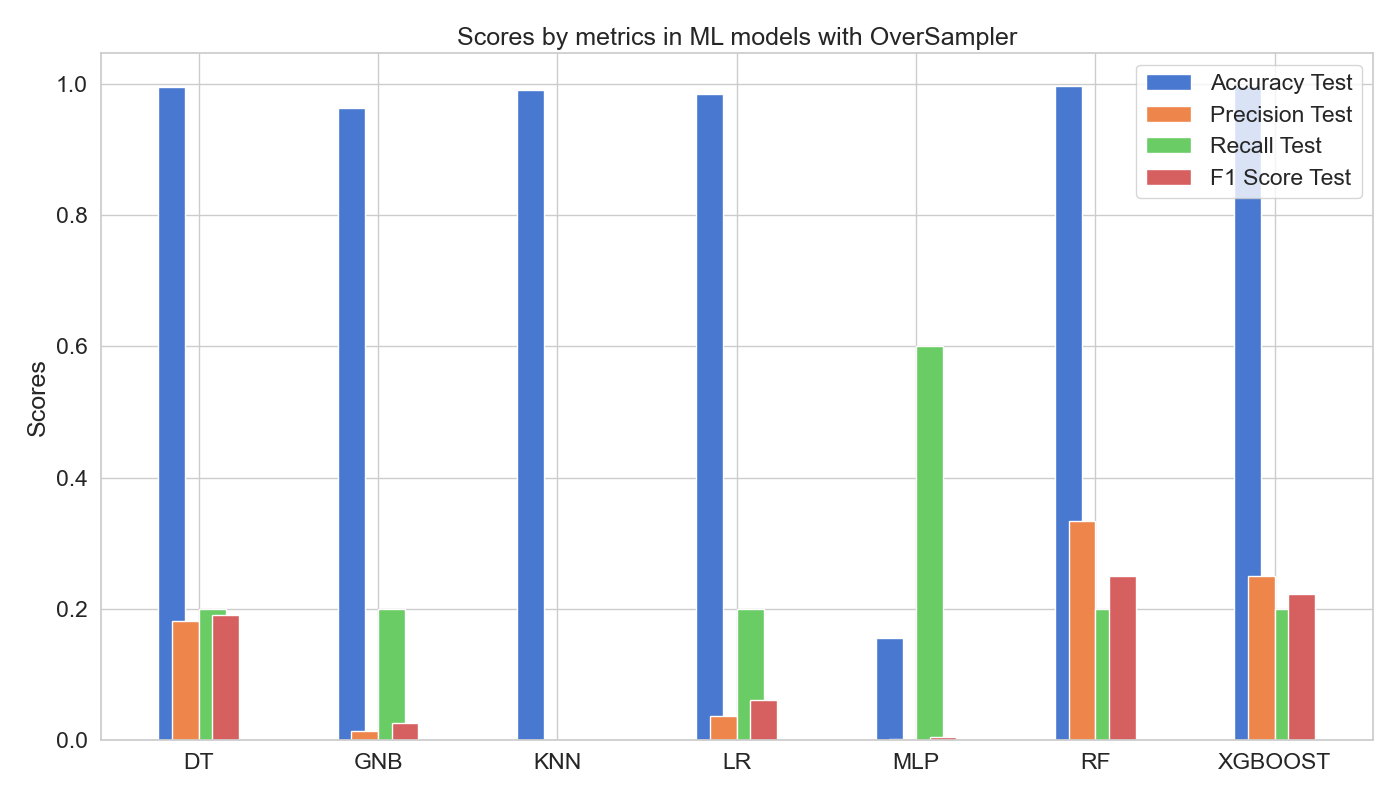 Scores by metrics in ML models with OverSampler
Accuracy Test
Precision Test
Recall Test
F1 Score Test
Scores
1.0
0.8
0.6
0.4
0.2
0.0
DT GNB KNN LR MLP RF XGBOOST